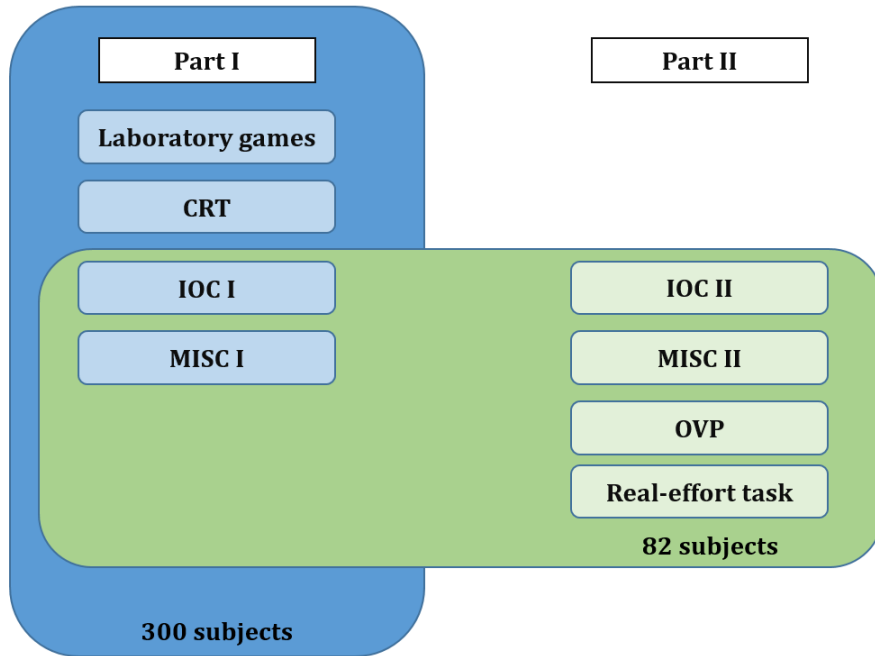 Part I
Part II
Laboratory games
CRT
IOC I
IOC II
MISC I
MISC II
OVP
Real-effort task
82 subjects
300 subjects